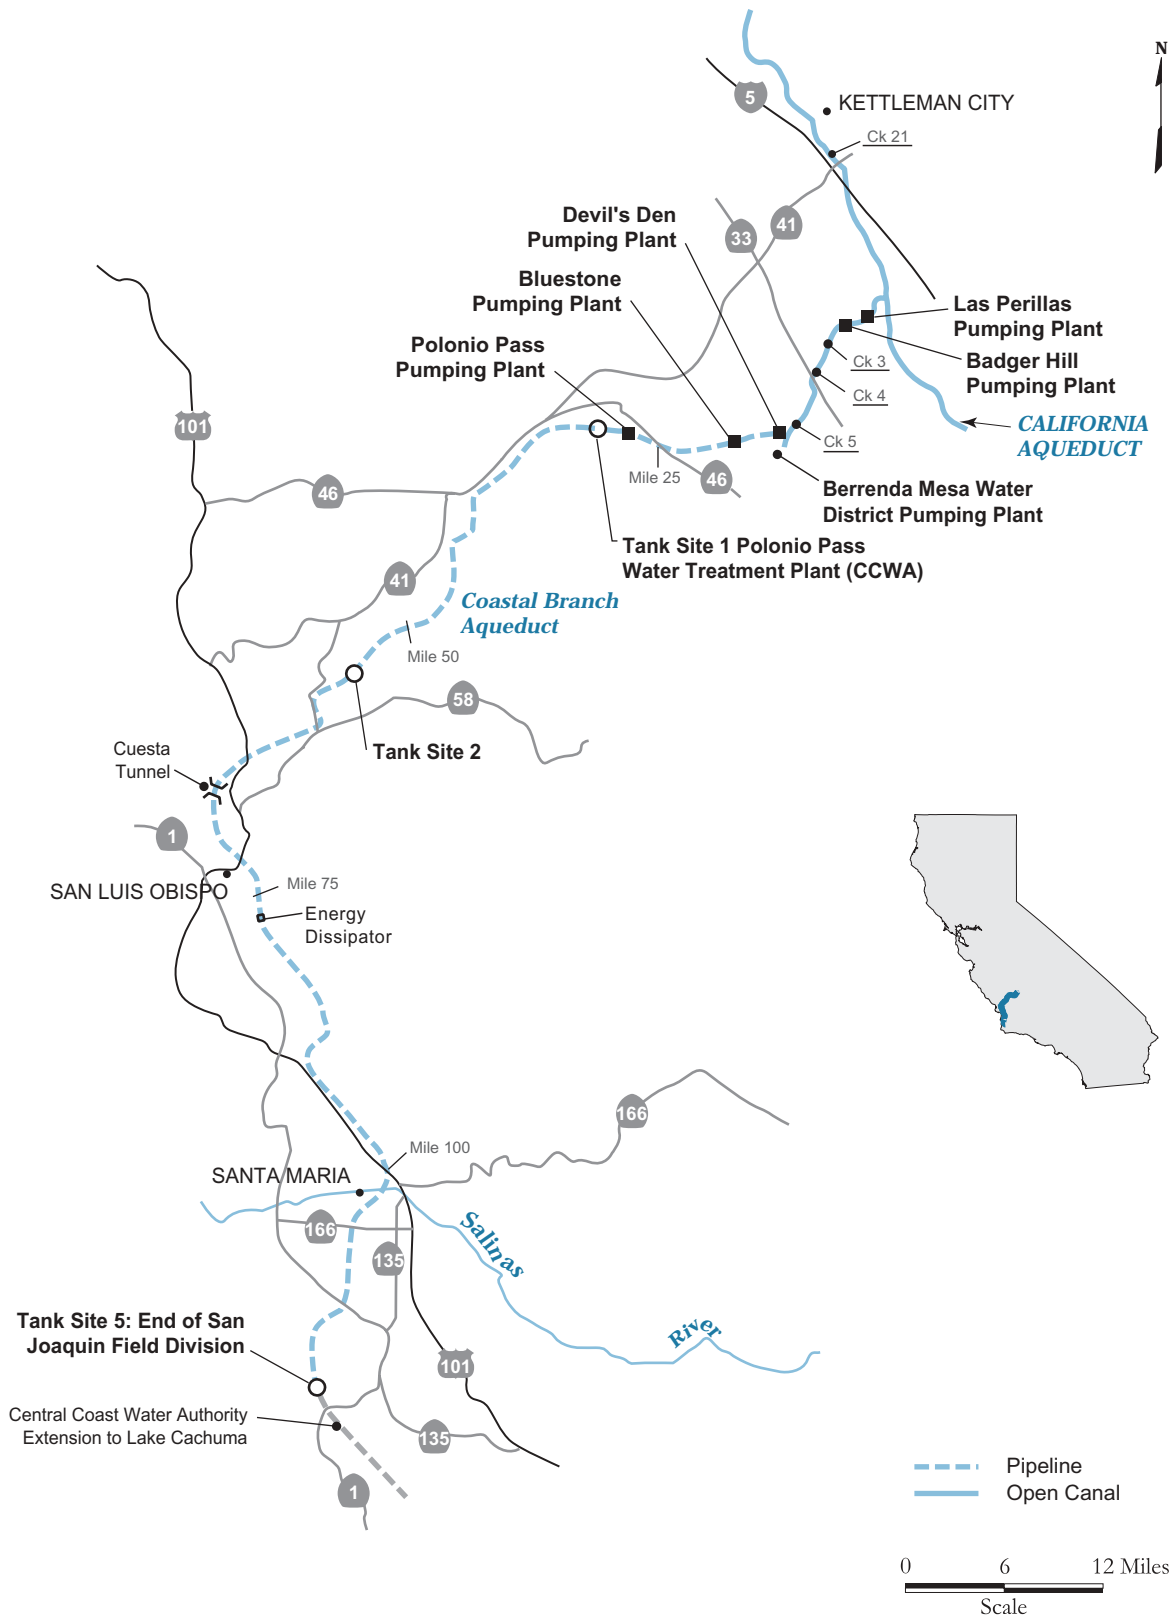 N
5
KETTLEMAN CITY
Ck 21
Devil's Den
Pumping Plant
33
41
Bluestone
Pumping Plant
Las Perillas
Pumping Plant
Polonio Pass
Pumping Plant
Badger Hill
Pumping Plant
Ck 3
Ck 4
101
CALIFORNIA
AQUEDUCT
Ck 5
Mile 25
46
46
Berrenda Mesa Water
District Pumping Plant
Tank Site 1 Polonio Pass
Water Treatment Plant (CCWA)
41
Coastal Branch
Aqueduct
Mile 50
58
Tank Site 2
Cuesta
Tunnel
1
SAN LUIS OBISPO
Mile 75
Energy
Dissipator
166
Mile 100
SANTA MARIA
166
Salinas
135
River
Tank Site 5: End of San
Joaquin Field Division
101
Central Coast Water Authority
Extension to Lake Cachuma
135
1
Pipeline
Open Canal
0 6 12 Miles
Scale